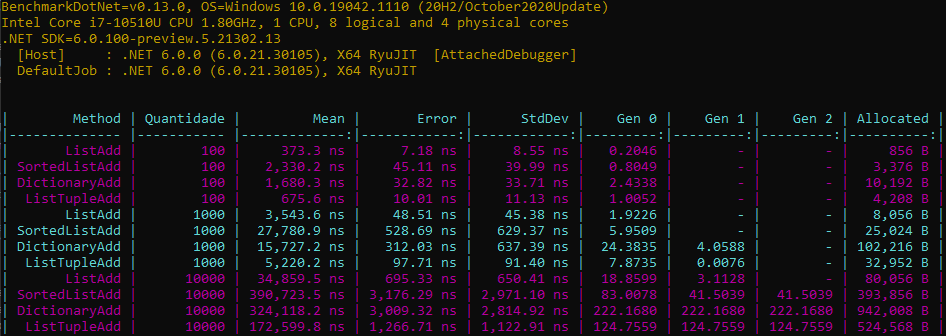 BenchmarkDotNet=v0.13.0, OS=Windows 10.0.19042.1110 (20H2/October2020Update)
Intel Core i7-10510U CPU 1.80GHz, 1 CPU, 8 logical and 4 physical cores
.NET SDK=6.0.100-preview.5.21302.13
[Host]     : .NET 6.0.0 (6.0.21.30105), X64 RyuJIT  [AttachedDebugger]
DefaultJob : .NET 6.0.0 (6.0.21.30105), X64 RyuJIT
|        Method | Quantidade |         Mean |       Error |      StdDev |    Gen 0 |    Gen 1 |    Gen 2 | Allocated |
|-------------- |----------- |-------------:|------------:|------------:|---------:|---------:|---------:|----------:|
|       ListAdd |        100 |     373.3 ns |     7.18 ns |     8.55 ns |   0.2046 |        - |        - |     856 B |
| SortedListAdd |        100 |   2,330.2 ns |    45.11 ns |    39.99 ns |   0.8049 |        - |        - |   3,376 B |
| DictionaryAdd |        100 |   1,680.3 ns |    32.82 ns |    33.71 ns |   2.4338 |        - |        - |  10,192 B |
|  ListTupleAdd |        100 |     675.6 ns |    10.01 ns |    11.13 ns |   1.0052 |        - |        - |   4,208 B |
|       ListAdd |       1000 |   3,543.6 ns |    48.51 ns |    45.38 ns |   1.9226 |        - |        - |   8,056 B |
| SortedListAdd |       1000 |  27,780.9 ns |   528.69 ns |   629.37 ns |   5.9509 |        - |        - |  25,024 B |
| DictionaryAdd |       1000 |  15,727.2 ns |   312.03 ns |   637.39 ns |  24.3835 |   4.0588 |        - | 102,216 B |
|  ListTupleAdd |       1000 |   5,220.2 ns |    97.71 ns |    91.40 ns |   7.8735 |   0.0076 |        - |  32,952 B |
|       ListAdd |      10000 |  34,859.5 ns |   695.33 ns |   650.41 ns |  18.8599 |   3.1128 |        - |  80,056 B |
| SortedListAdd |      10000 | 390,723.5 ns | 3,176.29 ns | 2,971.10 ns |  83.0078 |  41.5039 |  41.5039 | 393,856 B |
| DictionaryAdd |      10000 | 324,118.2 ns | 3,009.32 ns | 2,814.92 ns | 222.1680 | 222.1680 | 222.1680 | 942,008 B |
|  ListTupleAdd |      10000 | 172,599.8 ns | 1,266.71 ns | 1,122.91 ns | 124.7559 | 124.7559 | 124.7559 | 524,568 B |